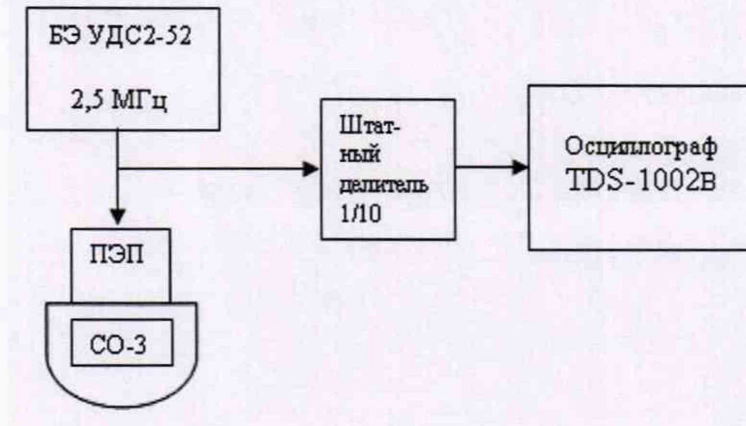 БЭ УДС2-52
2,5 МГц
Штат-
ный
делитель
1/10
Осциллограф
TDS-1002B
ПЭП
СО-3